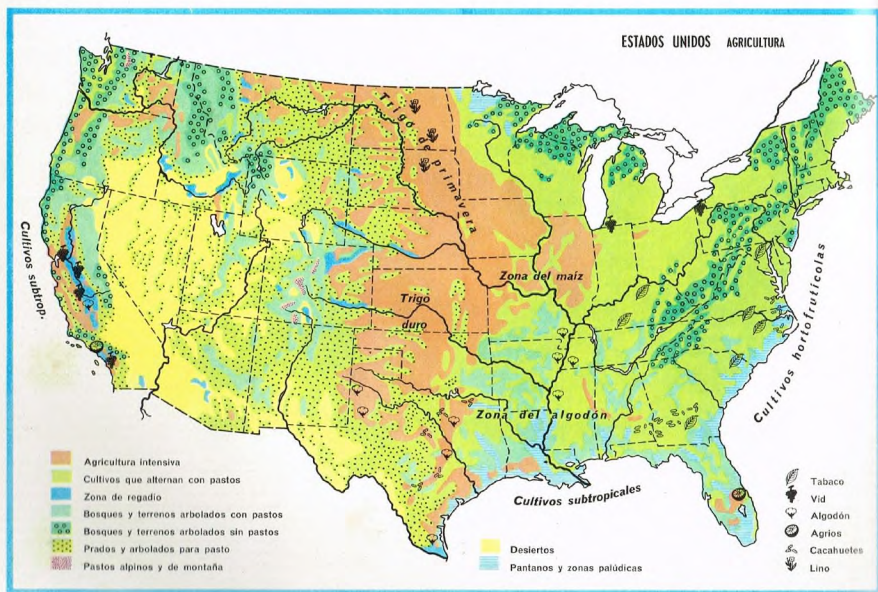 ESTADOS UNIDOS AGRICULTURA
Trigo de primavera
Cultivos subtrop.
Zona del maíz
Trigo
duro
Cultivos hortofrutícolas
Zona del algodón
Cultivos subtropicales
Agricultura intensiva
Cultivos que alternan con pastos
Zona de regadío
Bosques y terrenos arbolados con pastos
Bosques y terrenos arbolados sin pastos
Prados y arbolados para pasto
Pastos alpinos y de montaña
Desiertos
Pantanos y zonas palúdicas
Tabaco
Vid
Algodón
Agrios
Cacahuetes
Lino